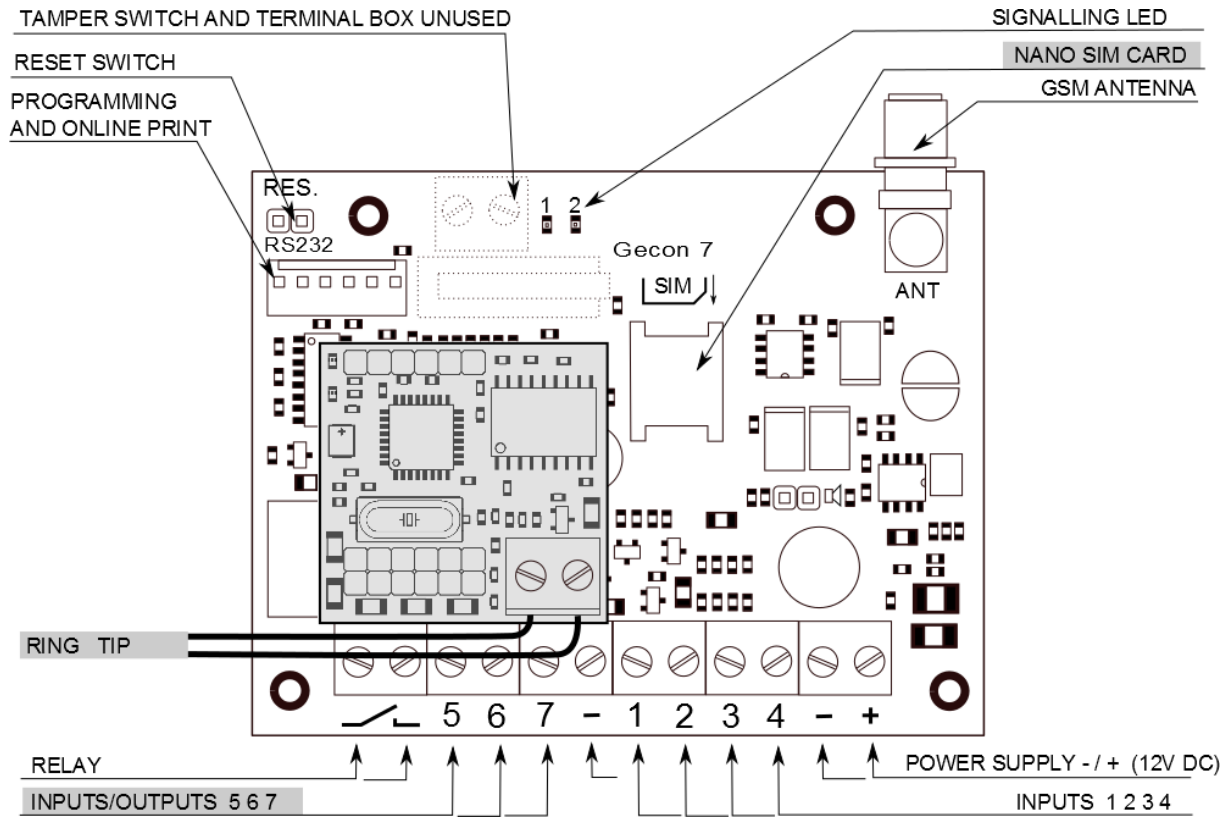 TAMPER SWITCH AND TERMINAL BOX UNUSED
SIGNALLING LED
RESET SWITCH
NANO SIM CARD
PROGRAMMING
AND ONLINE PRINT
GSM ANTENNA
RES.
1 2
RS232
Gecon 7
SIM
ANT
RING TIP
5 6 7 - 1 2 3 4 - +
RELAY
POWER SUPPLY - / + (12V DC)
INPUTS/OUTPUTS 5 6 7
INPUTS 1 2 3 4